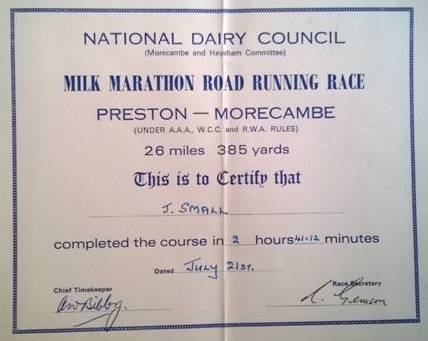 NATIONAL DAIRY COUNCIL
(Morecambe and Heysham Committee)
MILK MARATHON ROAD RUNNING RACE
PRESTON — MORECAMBE
(UNDER A.A.A., W.C.C. and R.W.A. RULES)
26 miles 385 yards
This is to Certify that
J. SMALL
completed the course in 2 hours 41·12 minutes
Dated JULY 21ST.
Chief Timekeeper Race Secretary